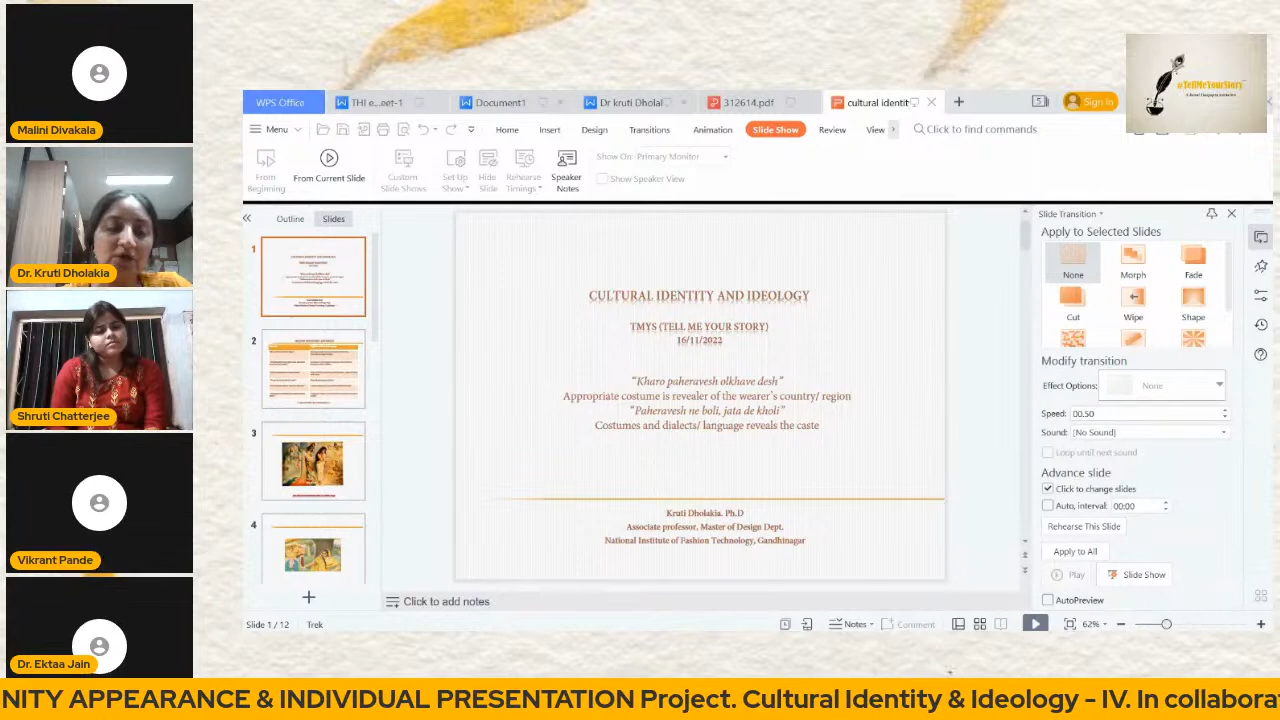 Malini Divakala
Dr. Kruti Dholakia
Shruti Chatterjee
Vikrant Pande
Dr. Ektaa Jain
#TellMeYourStory
WPS Office
THI e...eet-1
Document1
Dr kruti Dholal
312614.pdf
cultural identit
Sign in
Menu
Home
Insert
Design
Transitions
Animation
Slide Show
Review
View
Click to find commands
From Beginning
From Current Slide
Custom Slide Shows
Set Up Show
Hide Slide
Rehearse Timings
Speaker Notes
Show On: Primary Monitor
Show Speaker View
Outline
Slides
1
2
3
4
CULTURAL IDENTITY AND IDEOLOGY
TMYS (TELL ME YOUR STORY)
16/11/2022
“Kharo paheravesh olkhave desh”
Appropriate costume is revealer of the wearer’s country/ region
“Paheravesh ne boli, jata de kholi”
Costumes and dialects/ language reveals the caste
Kruti Dholakia. Ph.D
Associate professor, Master of Design Dept.
National Institute of Fashion Technology, Gandhinagar
Click to add notes
Slide 1 / 12
Trek
Notes
Comment
62%
Slide Transition
Apply to Selected Slides
None
Morph
Fade
Cut
Wipe
Shape
Modify transition
Effect Options:
None
Speed: 00.50
Sound: [No Sound]
Loop until next sound
Advance slide
Click to change slides
Auto, interval: 00:00
Rehearse This Slide
Apply to All
Play
Slide Show
AutoPreview
NITY APPEARANCE & INDIVIDUAL PRESENTATION Project. Cultural Identity & Ideology - IV. In collabora